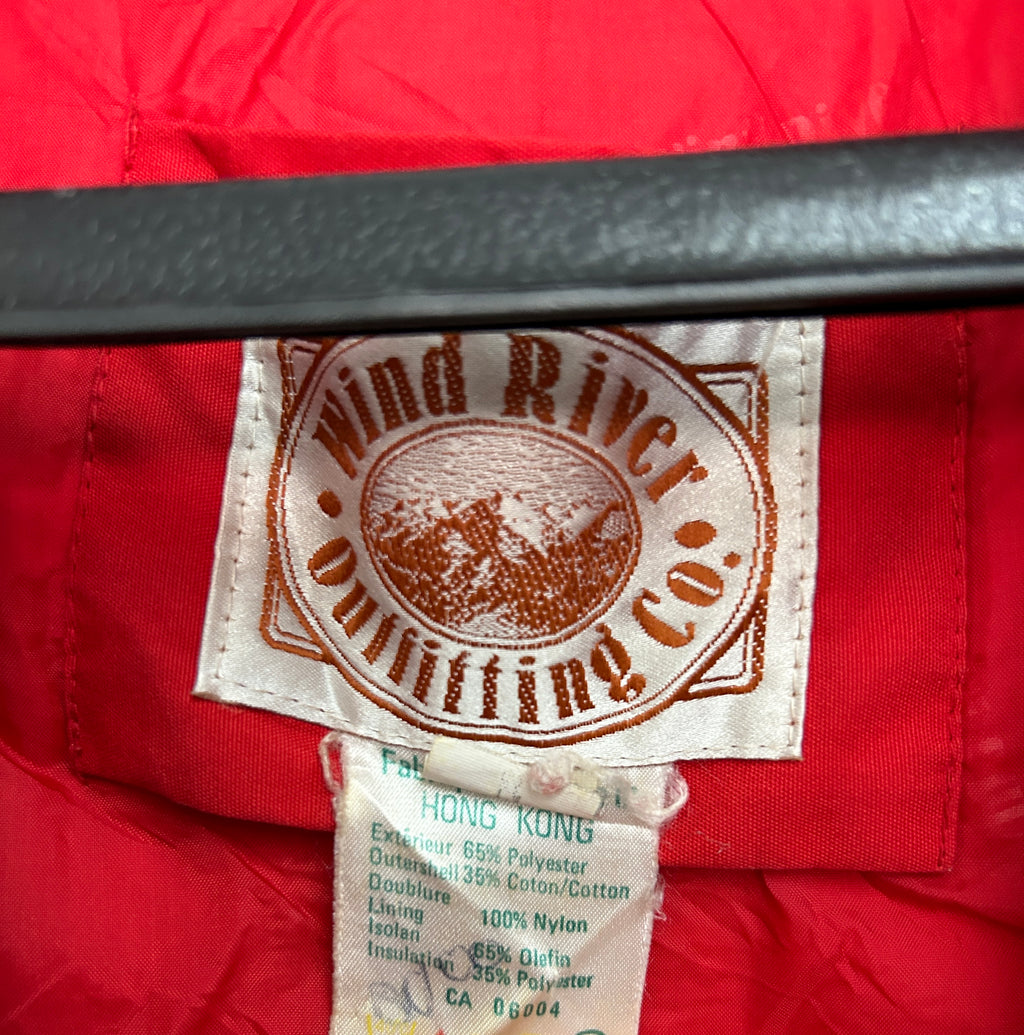 Wind River
Outfitting Co.
HONG KONG
Extérieur 65% Polyester
Outershell 35% Coton/Cotton
Doublure
Lining 100% Nylon
Isolan
Insulation 65% Olefin
35% Polyester
CA 06004